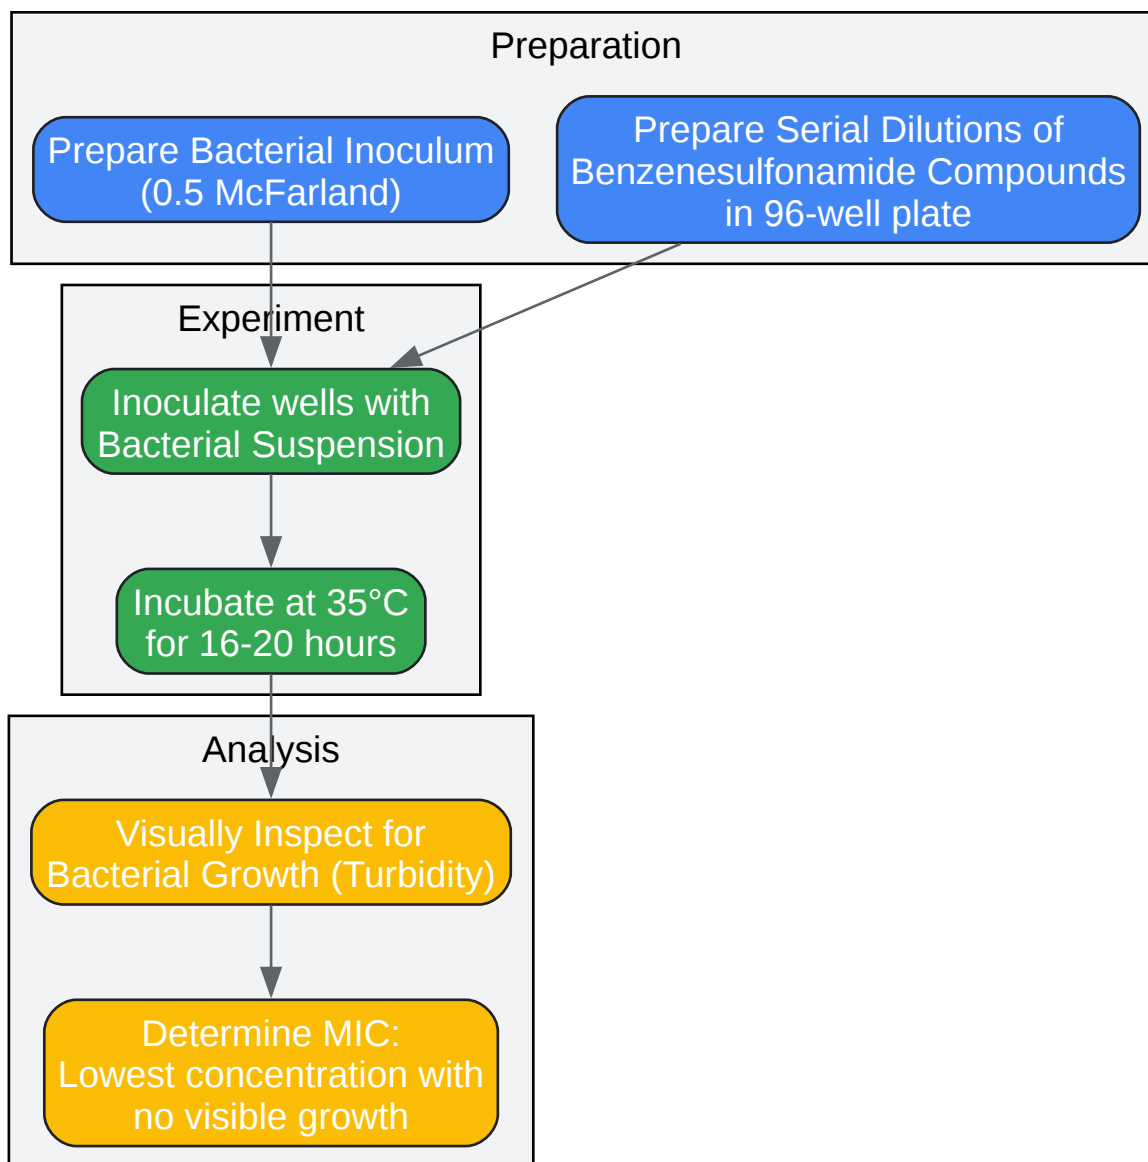 Preparation
Prepare Bacterial Inoculum
(0.5 McFarland)
Prepare Serial Dilutions of
Benzenesulfonamide Compounds
in 96-well plate
Experiment
Inoculate wells with
Bacterial Suspension
Incubate at 35°C
for 16-20 hours
Analysis
Visually Inspect for
Bacterial Growth (Turbidity)
Determine MIC:
Lowest concentration with
no visible growth